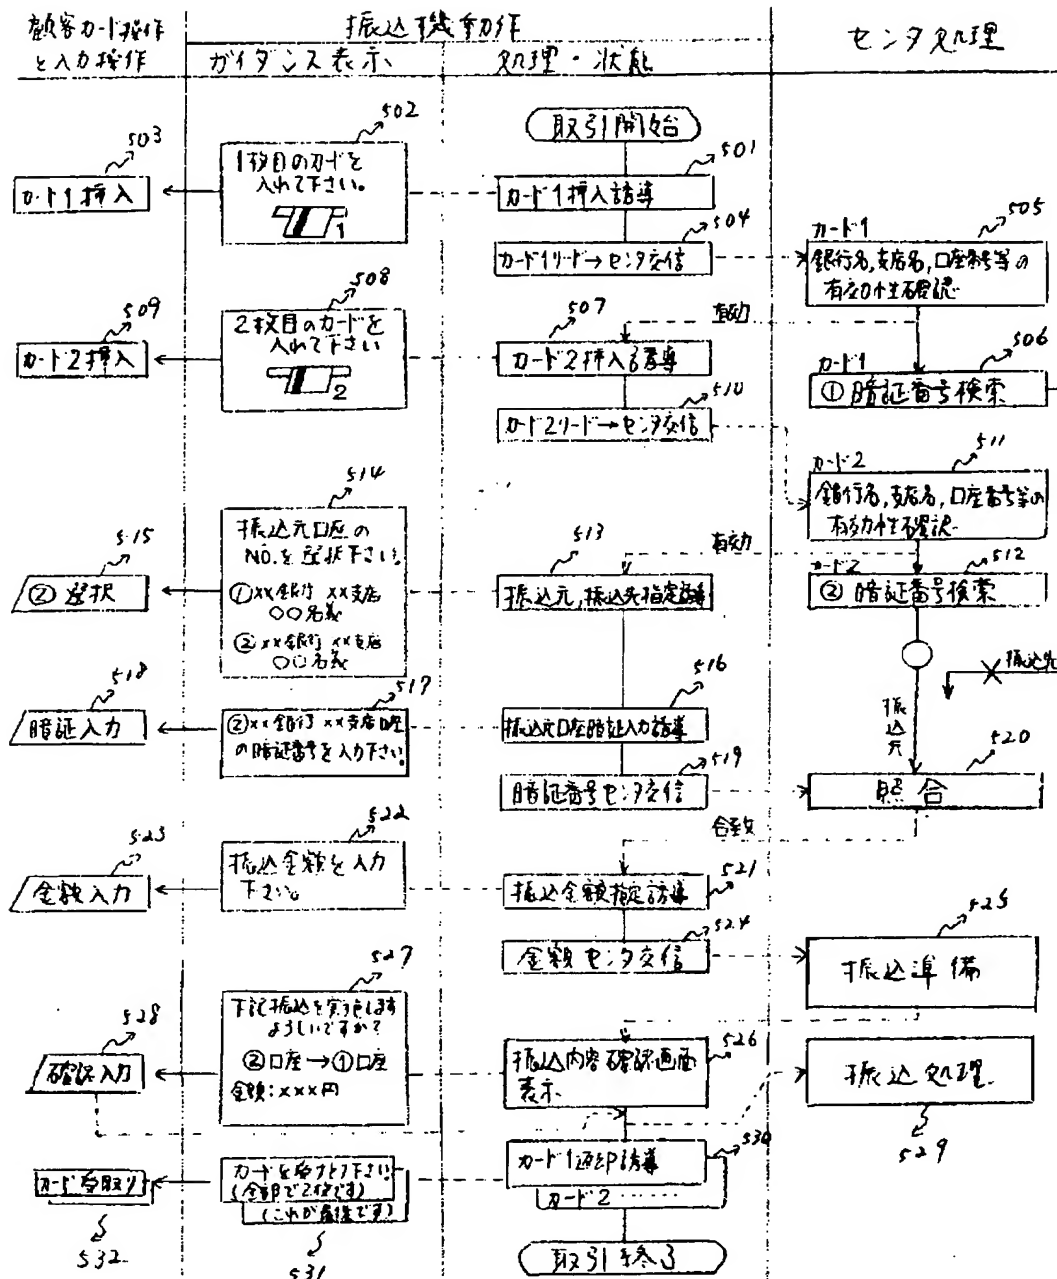 顧客カード操作
と入力操作
振込機動作
ガイダンス表示
処理・状態
センタ処理
取引開始
503
502
501
カード1挿入
1枚目のカードを
入れて下さい。
1
カード1挿入誘導
504
カード1リード→センタ交信
505
カード1
銀行名,支店名,口座番号等の
有効性確認
509
508
507
有効
カード2挿入
2枚目のカードを
入れて下さい
2
カード2挿入誘導
506
カード1
①暗証番号検索
510
カード2リード→センタ交信
511
カード2
銀行名,支店名,口座番号等の
有効性確認
514
515
513
有効
512
カード2
②暗証番号検索
②選択
振込元口座の
NO.を選択下さい。
①××銀行 ××支店
○○名義
②××銀行 ××支店
○○名義
振込元,振込先指定誘導
振込先
振込元
518
517
516
暗証入力
②××銀行 ××支店口座
の暗証番号を入力下さい。
振込元口座暗証入力誘導
519
暗証番号センタ交信
520
照合
合致
523
522
521
金額入力
振込金額を入力
下さい。
振込金額指定誘導
524
金額センタ交信
525
振込準備
528
527
526
確認入力
下記振込を実行します
よろしいですか?
②口座→①口座
金額:×××円
振込内容確認画面
表示
振込処理
529
530
カード1返却誘導
カード2 ......
カード受取り
カードを受取下さい
(全部で2枚です)
(これが最後です)
532
531
取引終了